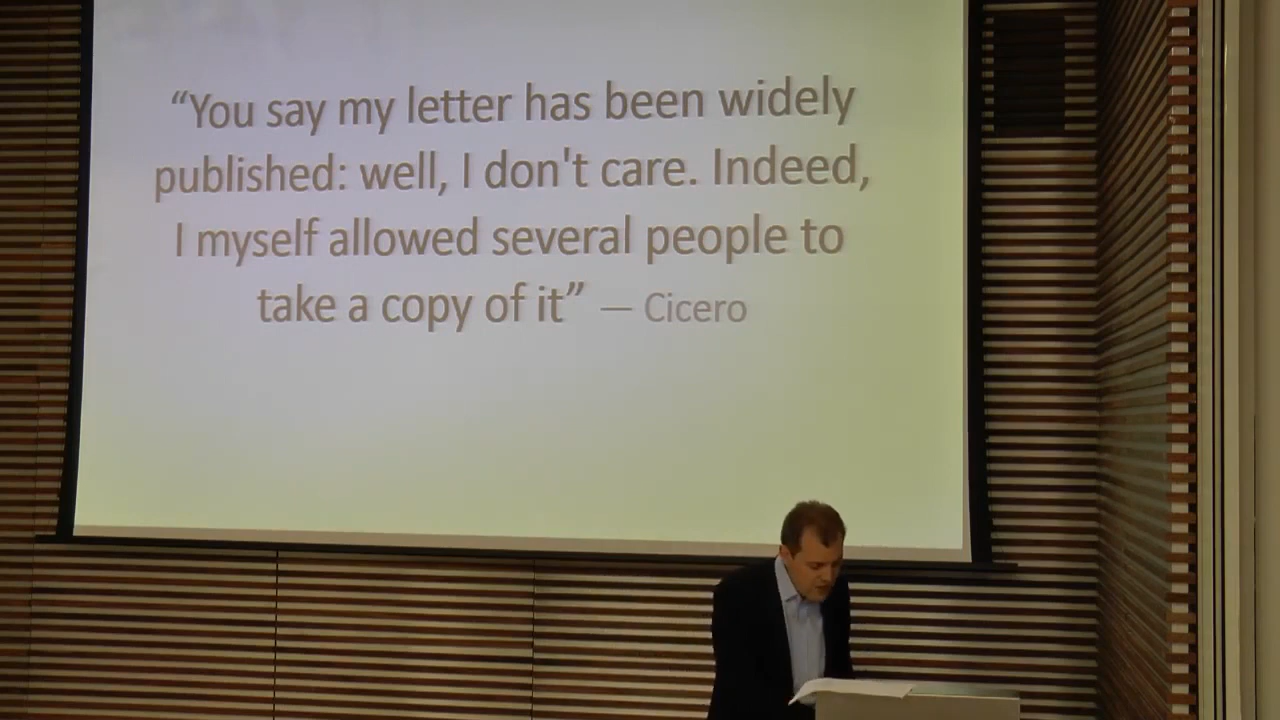 “You say my letter has been widely
published: well, I don't care. Indeed,
I myself allowed several people to
take a copy of it” — Cicero